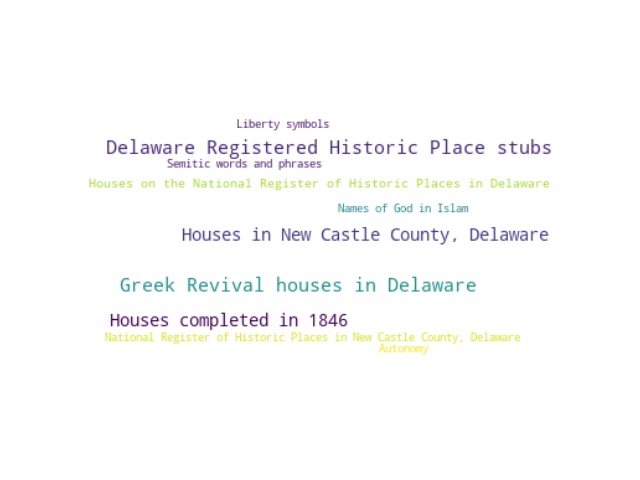 Liberty symbols
Delaware Registered Historic Place stubs
Semitic words and phrases
Houses on the National Register of Historic Places in Delaware
Names of God in Islam
Houses in New Castle County, Delaware
Greek Revival houses in Delaware
Houses completed in 1846
National Register of Historic Places in New Castle County, Delaware
Autonomy